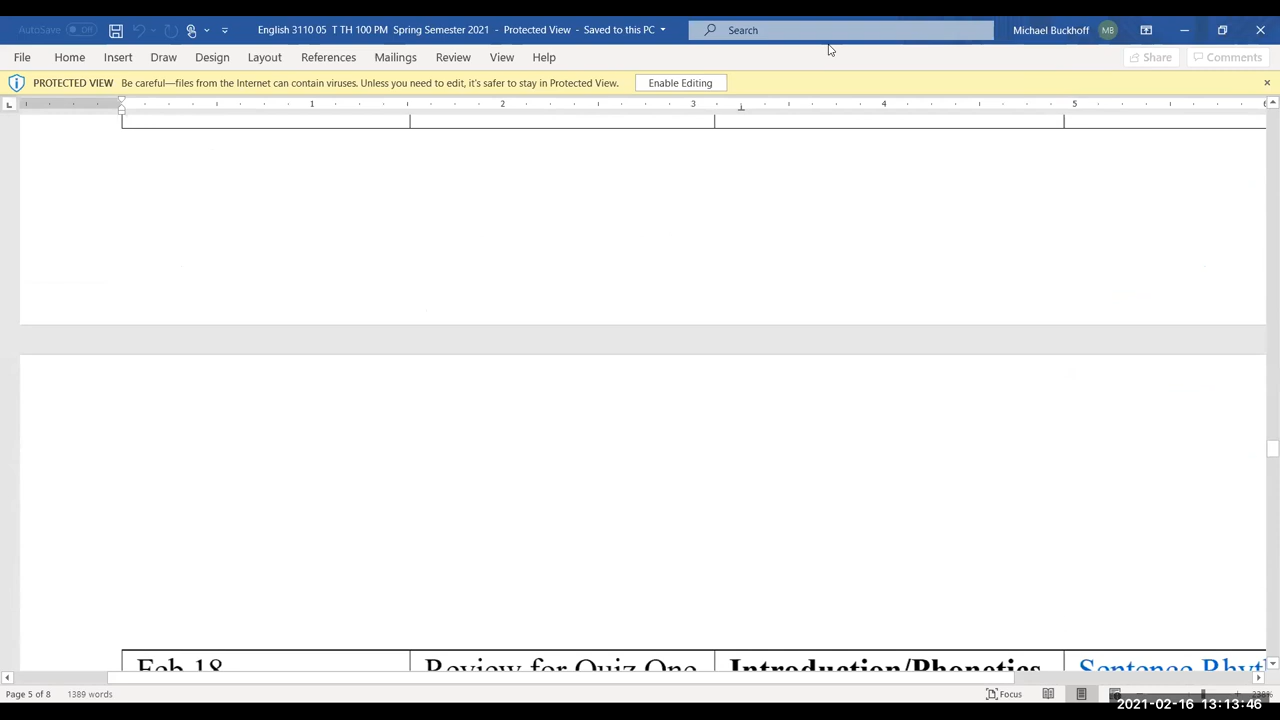 AutoSave Off English 3110 05 T TH 100 PM Spring Semester 2021 - Protected View - Saved to this PC Search Michael Buckhoff MB
File Home Insert Draw Design Layout References Mailings Review View Help Share Comments
PROTECTED VIEW Be careful—files from the Internet can contain viruses. Unless you need to edit, it's safer to stay in Protected View. Enable Editing
1 2 3 4 5 6
Feb 18 Review for Quiz One Introduction/Phonetics Sentence Rhyt
Page 5 of 8 1389 words Focus 238%
2021-02-16 13:13:46